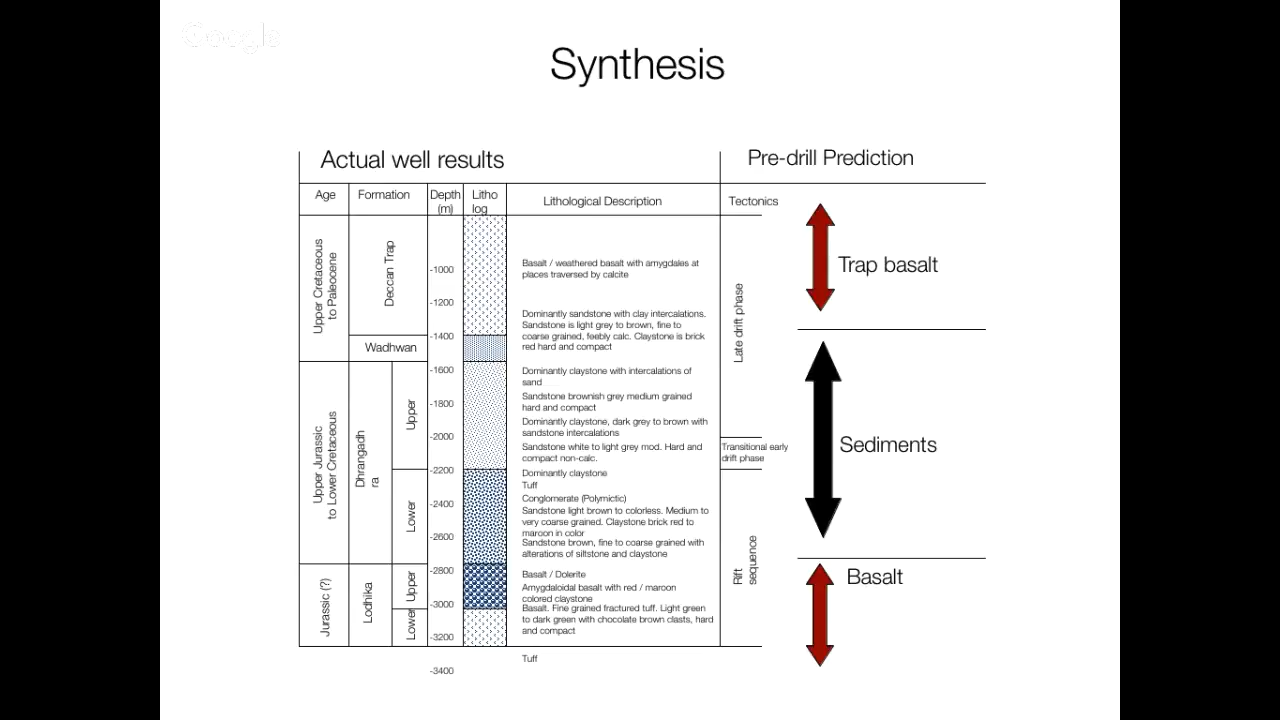 Google
Synthesis
Actual well results
Pre-drill Prediction
Age
Formation
Depth
(m)
Litho
log
Lithological Description
Tectonics
Upper Cretaceous
to Paleocene
Deccan Trap
Wadhwan
Upper Jurassic
to Lower Cretaceous
Dhrangadh
ra
Upper
Lower
Jurassic (?)
Lodhika
Upper
Lower
-1000
-1200
-1400
-1600
-1800
-2000
-2200
-2400
-2600
-2800
-3000
-3200
-3400
Basalt / weathered basalt with amygdales at
places traversed by calcite
Dominantly sandstone with clay intercalations.
Sandstone is light grey to brown, fine to
coarse grained, feebly calc. Claystone is brick
red hard and compact
Dominantly claystone with intercalations of
sand
Sandstone brownish grey medium grained
hard and compact
Dominantly claystone, dark grey to brown with
sandstone intercalations
Sandstone white to light grey mod. Hard and
compact non-calc.
Dominantly claystone
Tuff
Conglomerate (Polymictic)
Sandstone light brown to colorless. Medium to
very coarse grained. Claystone brick red to
maroon in color
Sandstone brown, fine to coarse grained with
alterations of siltstone and claystone
Basalt / Dolerite
Amygdaloidal basalt with red / maroon
colored claystone
Basalt. Fine grained fractured tuff. Light green
to dark green with chocolate brown clasts, hard
and compact
Tuff
Late drift phase
Transitional early
drift phase
Rift
sequence
Trap basalt
Sediments
Basalt